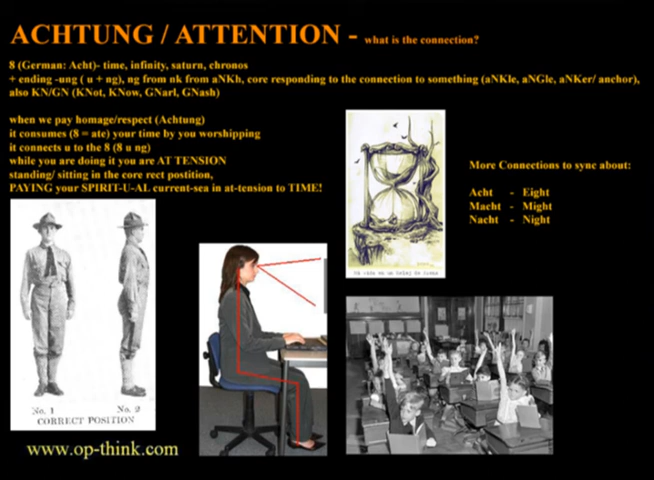 ACHTUNG / ATTENTION - what is the connection?
8 (German: Acht)- time, infinity, saturn, chronos
+ ending -ung ( u + ng), ng from nk from aNKh, core responding to the connection to something (aNKle, aNGle, aNKer/ anchor),
also KN/GN (KNot, KNow, GNarl, GNash)
when we pay homage/respect (Achtung)
it consumes (8 = ate) your time by you worshipping
it connects u to the 8 (8 u ng)
while you are doing it you are AT TENSION
standing/ sitting in the core rect postition,
PAYING your SPIRIT-U-AL current-sea in at-tension to TIME!
More Connections to sync about:
Acht - Eight
Macht - Might
Nacht - Night
No. 1 No. 2
CORRECT POSITION
www.op-think.com